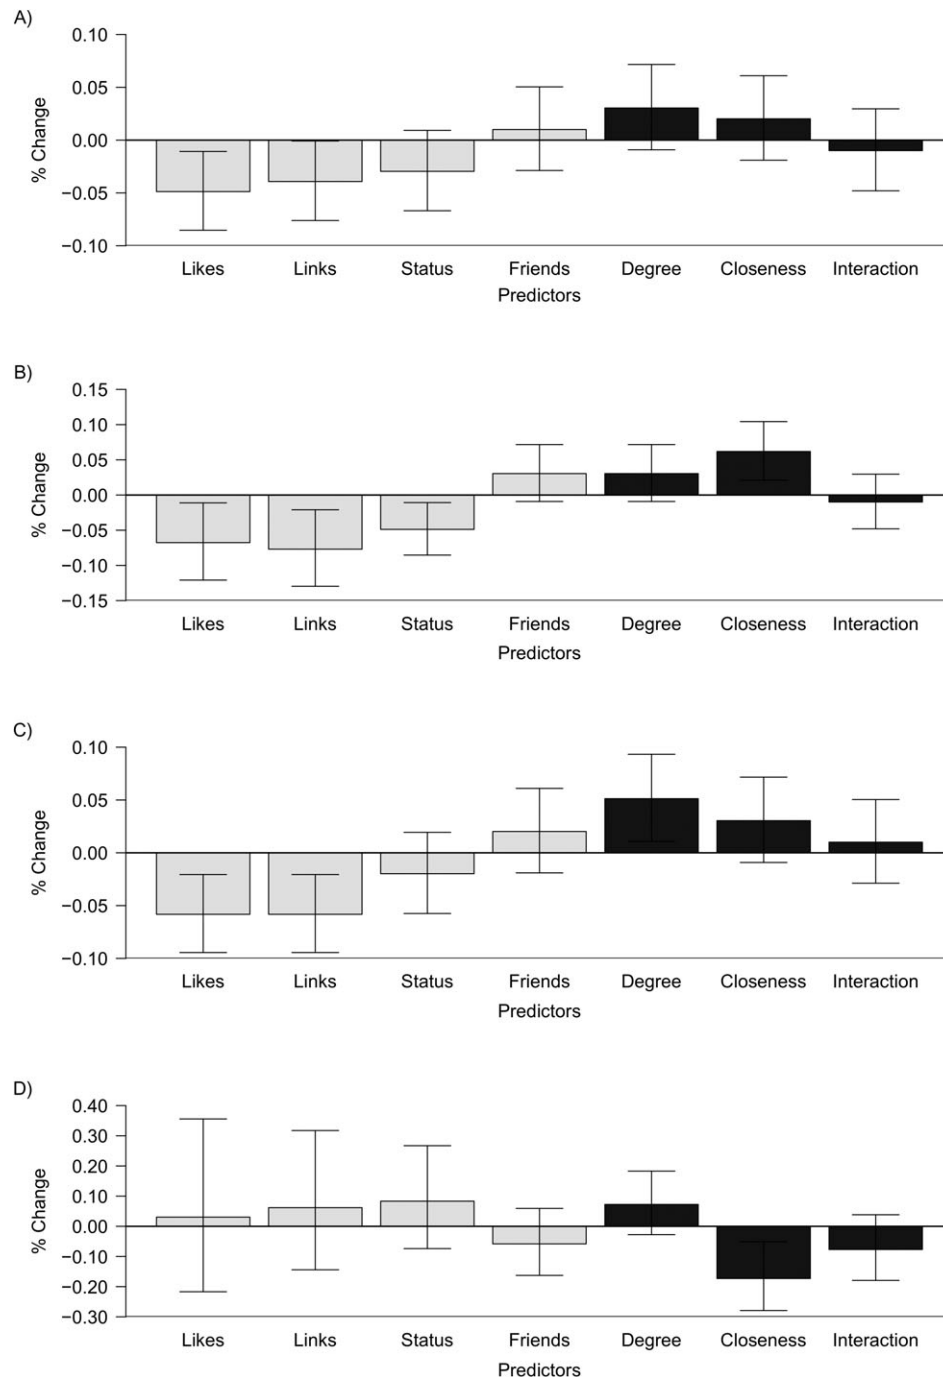 A)
% Change
0.10
0.05
0.00
−0.05
−0.10
Likes Links Status Friends Degree Closeness Interaction
Predictors
B)
% Change
0.15
0.10
0.05
0.00
−0.05
−0.10
−0.15
Likes Links Status Friends Degree Closeness Interaction
Predictors
C)
% Change
0.10
0.05
0.00
−0.05
−0.10
Likes Links Status Friends Degree Closeness Interaction
Predictors
D)
% Change
0.40
0.30
0.20
0.10
0.00
−0.10
−0.20
−0.30
Likes Links Status Friends Degree Closeness Interaction
Predictors